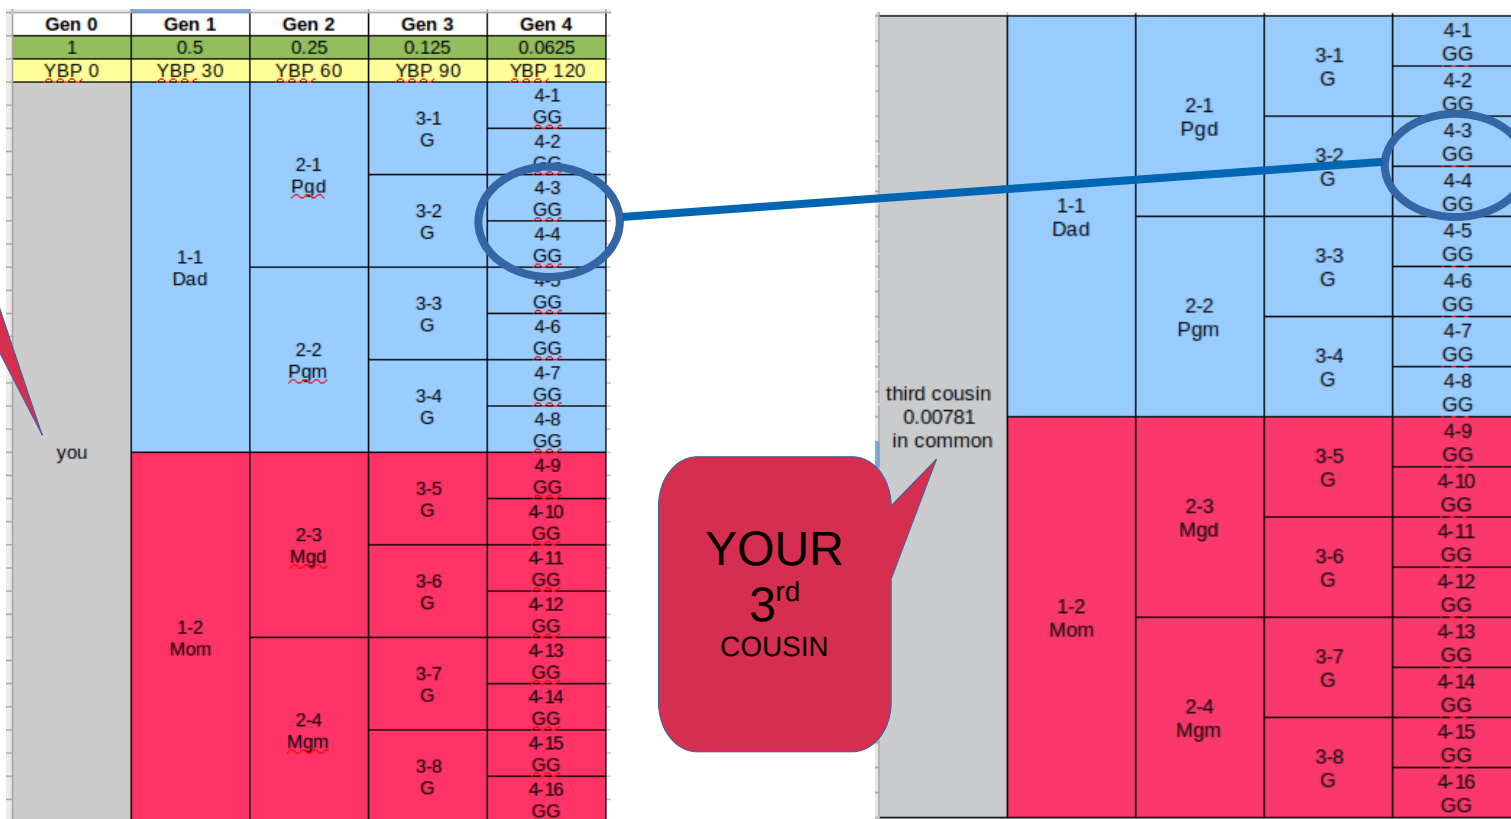 Gen 0 Gen 1 Gen 2 Gen 3 Gen 4
1 0.5 0.25 0.125 0.0625
YBP 0 YBP 30 YBP 60 YBP 90 YBP 120
you
1-1
Dad
1-2
Mom
2-1
Pgd
2-2
Pgm
2-3
Mgd
2-4
Mgm
3-1
G
3-2
G
3-3
G
3-4
G
3-5
G
3-6
G
3-7
G
3-8
G
4-1
GG
4-2
GG
4-3
GG
4-4
GG
4-5
GG
4-6
GG
4-7
GG
4-8
GG
4-9
GG
4-10
GG
4-11
GG
4-12
GG
4-13
GG
4-14
GG
4-15
GG
4-16
GG
YOUR
3rd
COUSIN
third cousin
0.00781
in common
1-1
Dad
1-2
Mom
2-1
Pgd
2-2
Pgm
2-3
Mgd
2-4
Mgm
3-1
G
3-2
G
3-3
G
3-4
G
3-5
G
3-6
G
3-7
G
3-8
G
4-1
GG
4-2
GG
4-3
GG
4-4
GG
4-5
GG
4-6
GG
4-7
GG
4-8
GG
4-9
GG
4-10
GG
4-11
GG
4-12
GG
4-13
GG
4-14
GG
4-15
GG
4-16
GG